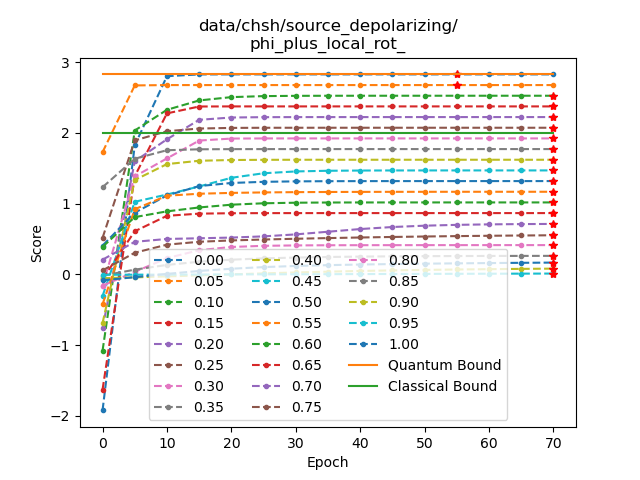 data/chsh/source_depolarizing/
phi_plus_local_rot_
Score
3
2
1
0
−1
−2
0.00 0.40 0.80
0.05 0.45 0.85
0.10 0.50 0.90
0.15 0.55 0.95
0.20 0.60 1.00
0.25 0.65 Quantum Bound
0.30 0.70 Classical Bound
0.35 0.75
0 10 20 30 40 50 60 70
Epoch